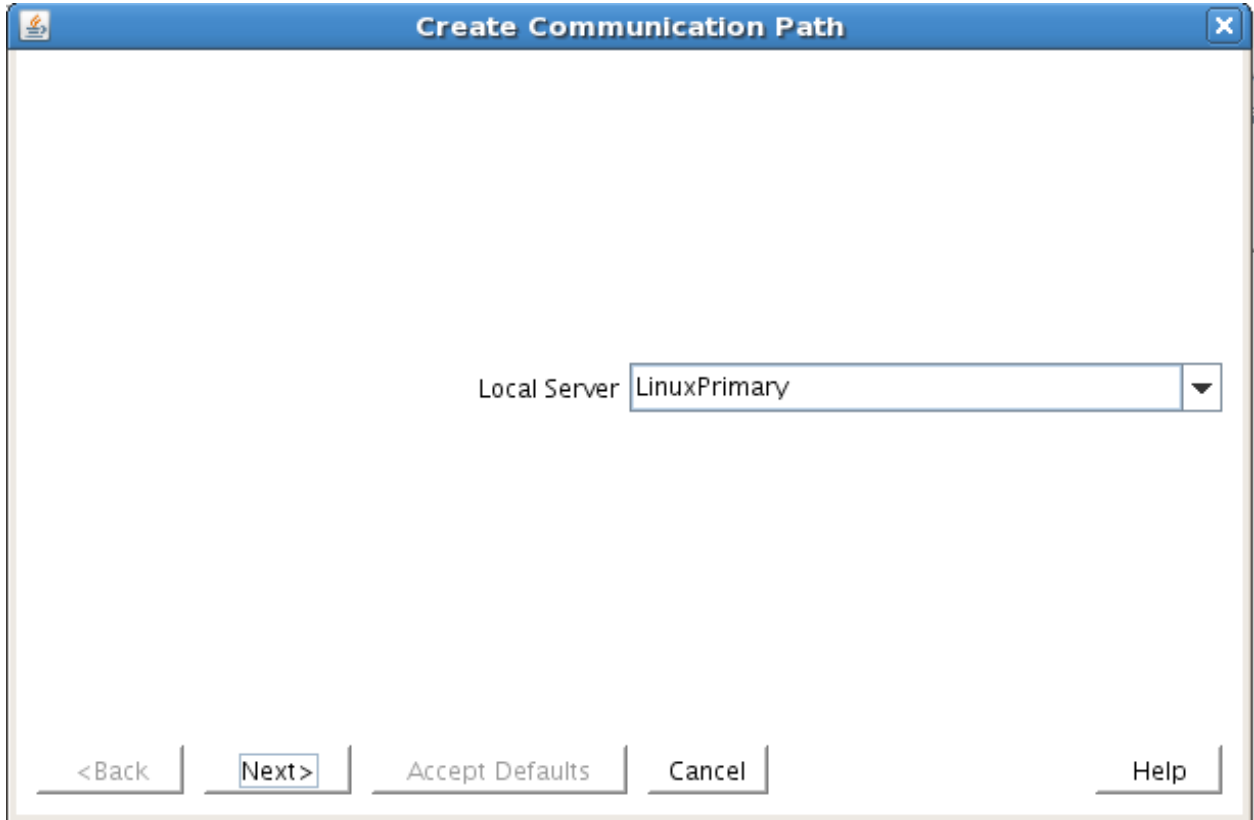 Create Communication Path
Local Server LinuxPrimary
<Back Next> Accept Defaults Cancel Help